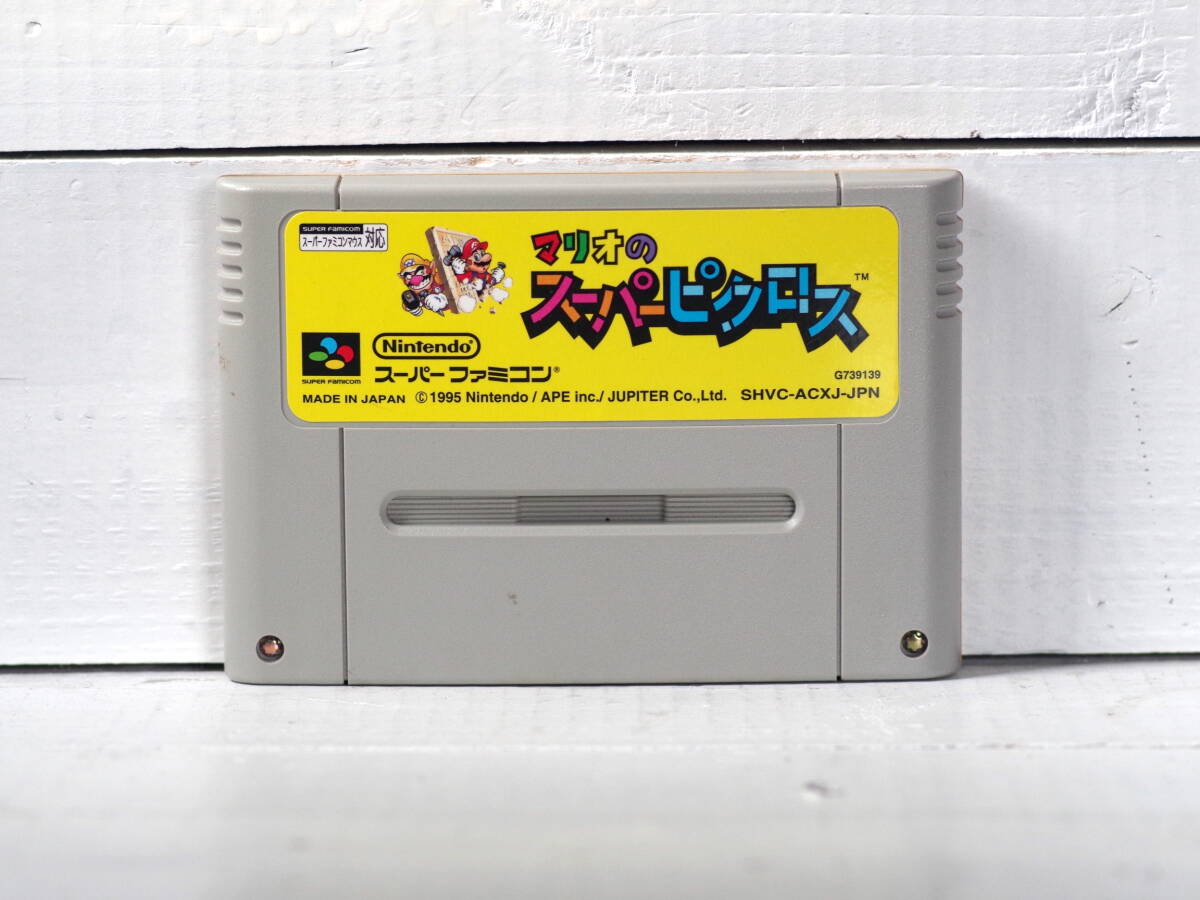 SUPER FAMICOM
スーパーファミコンマウス 対応
マリオの
スーパーピクロス™
SUPER FAMICOM
Nintendo®
スーパーファミコン®
G739139
MADE IN JAPAN ©1995 Nintendo / APE inc./ JUPITER Co.,Ltd. SHVC-ACXJ-JPN